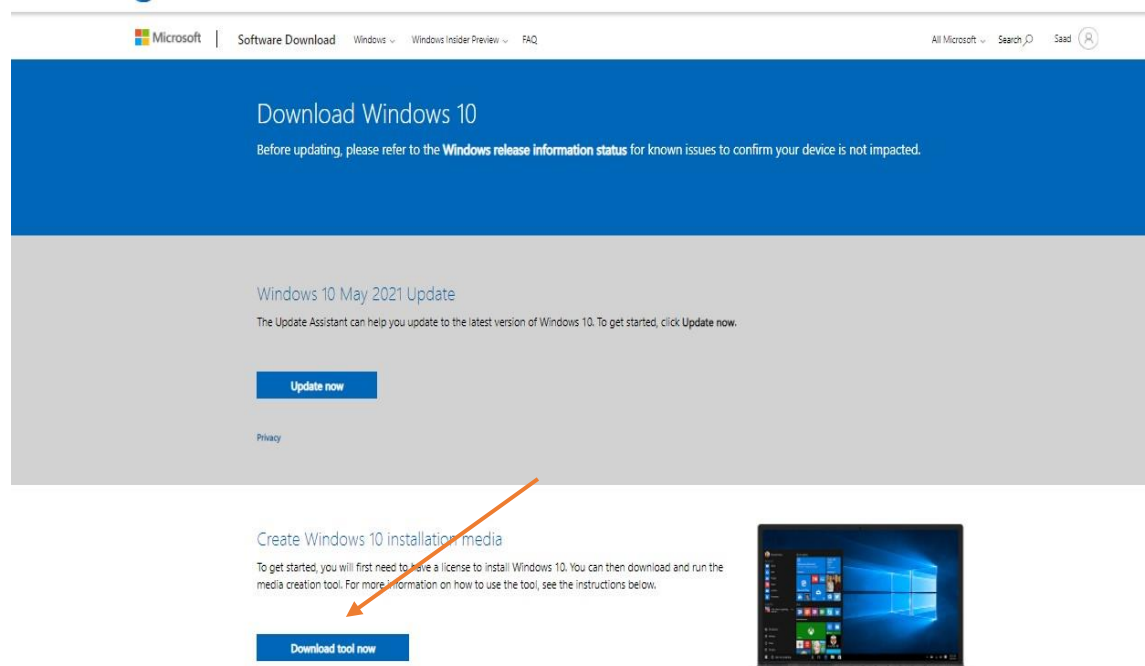 Microsoft Software Download Windows Windows Insider Preview FAQ All Microsoft Search Saad
Download Windows 10
Before updating, please refer to the Windows release information status for known issues to confirm your device is not impacted.
Windows 10 May 2021 Update
The Update Assistant can help you update to the latest version of Windows 10. To get started, click Update now.
Update now
Privacy
Create Windows 10 installation media
To get started, you will first need to have a license to install Windows 10. You can then download and run the
media creation tool. For more information on how to use the tool, see the instructions below.
Download tool now